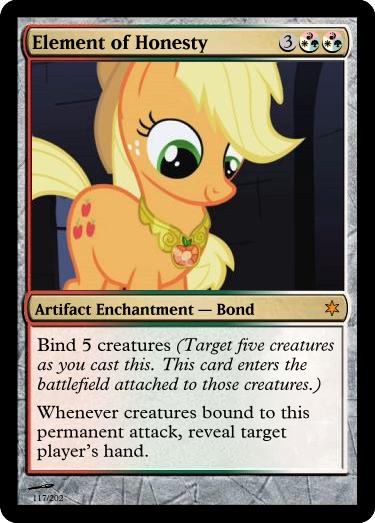 Element of Honesty 3
Artifact Enchantment — Bond
Bind 5 creatures (Target five creatures
as you cast this. This card enters the
battlefield attached to those creatures.)
Whenever creatures bound to this
permanent attack, reveal target
player's hand.
117/202